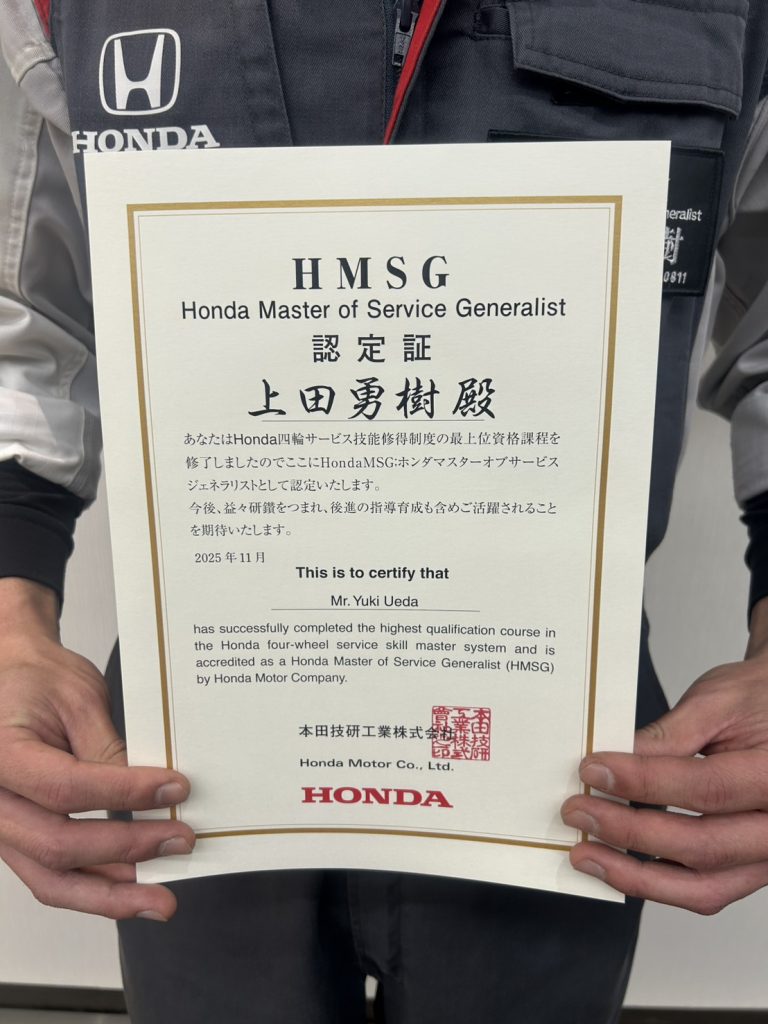 HONDA
eralist
樹
0811
HMSG
Honda Master of Service Generalist
認定証
上田勇樹殿
あなたはHonda四輪サービス技能修得制度の最上位資格課程を
修了しましたのでここにHondaMSG:ホンダマスターオブサービス
ジェネラリストとして認定いたします。
今後、益々研鑽をつまれ、後進の指導育成も含めご活躍されること
を期待いたします。
2025年11月
This is to certify that
Mr. Yuki Ueda
has successfully completed the highest qualification course in
the Honda four-wheel service skill master system and is
accredited as a Honda Master of Service Generalist (HMSG)
by Honda Motor Company.
本田技研工業株式会社
Honda Motor Co., Ltd.
HONDA